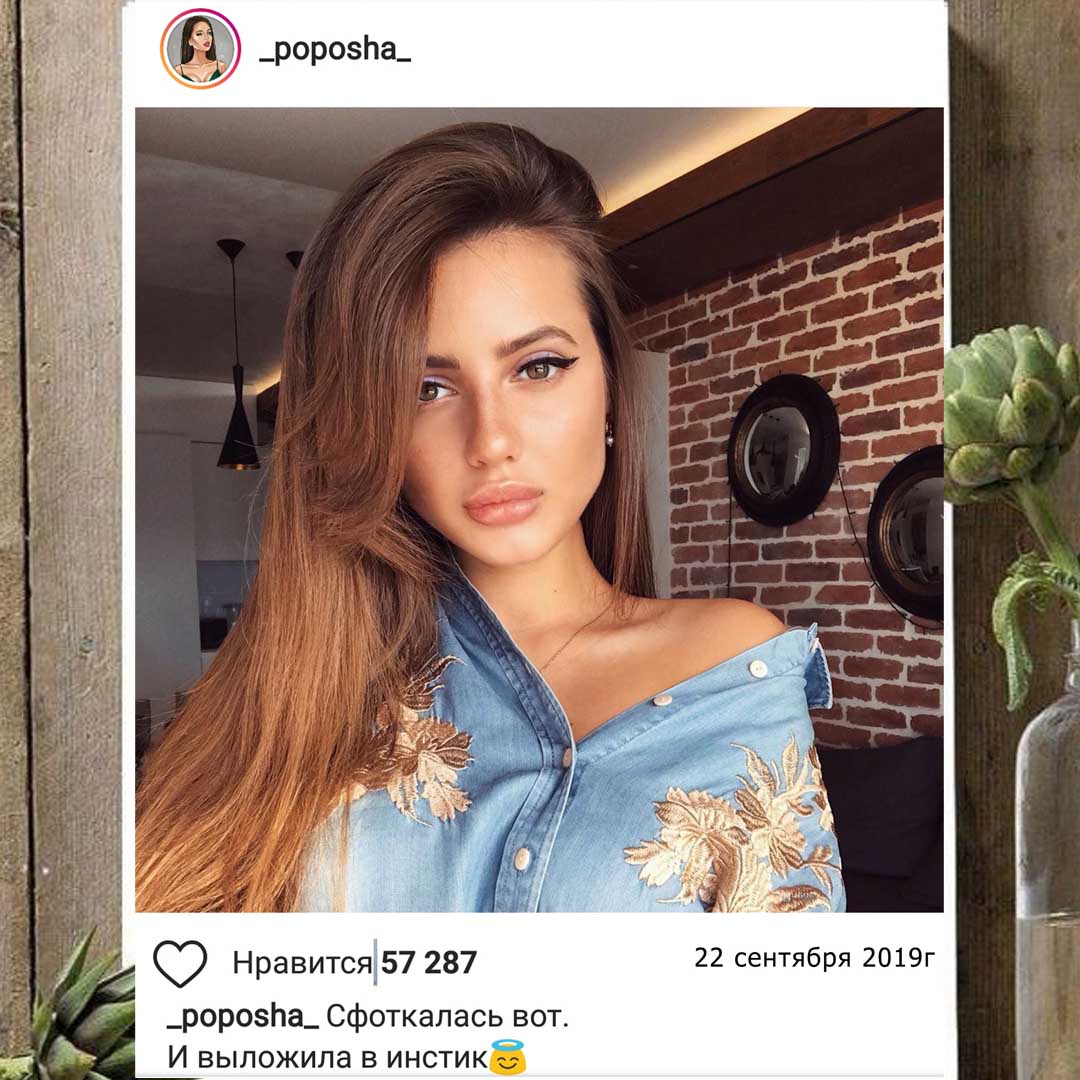 _poposha_
Нравится 57 287
22 сентября 2019г
_poposha_ Сфоткалась вот.
И выложила в инстик😇